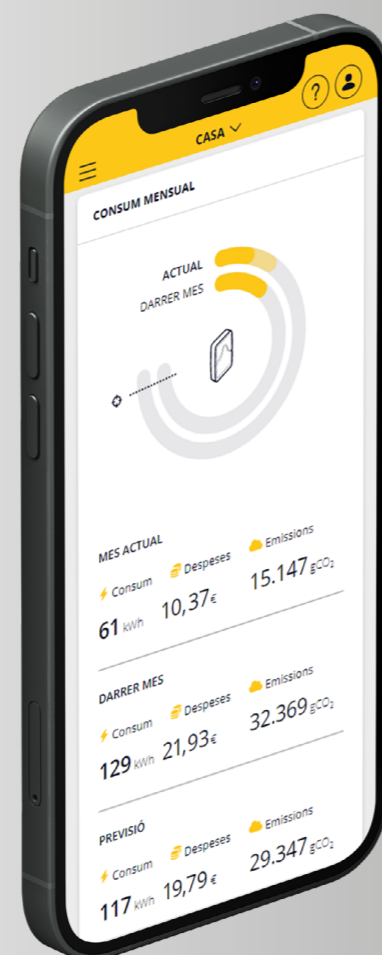 ?
CASA
CONSUM MENSUAL
ACTUAL
DARRER MES
MES ACTUAL
Consum Despeses Emissions
61 kWh 10,37€ 15.147 gCO₂
DARRER MES
Consum Despeses Emissions
129 kWh 21,93€ 32.369 gCO₂
PREVISIÓ
Consum Despeses Emissions
117 kWh 19,79€ 29.347 gCO₂